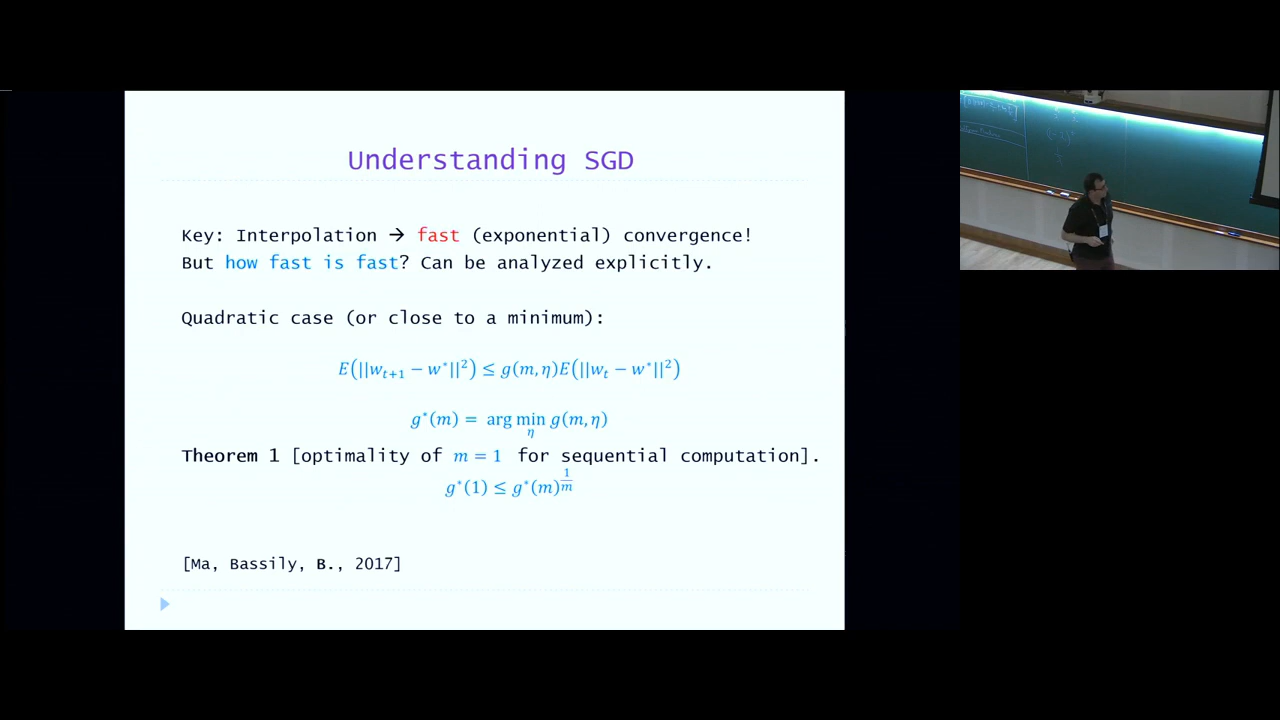 Understanding SGD
Key: Interpolation → fast (exponential) convergence!
But how fast is fast? Can be analyzed explicitly.
Quadratic case (or close to a minimum):
E(||w_{t+1} − w^*||^2) ≤ g(m, η)E(||w_t − w^*||^2)
g^*(m) = arg min_η g(m, η)
Theorem 1 [optimality of m = 1 for sequential computation].
g^*(1) ≤ g^*(m)^{1/m}
[Ma, Bassily, B., 2017]